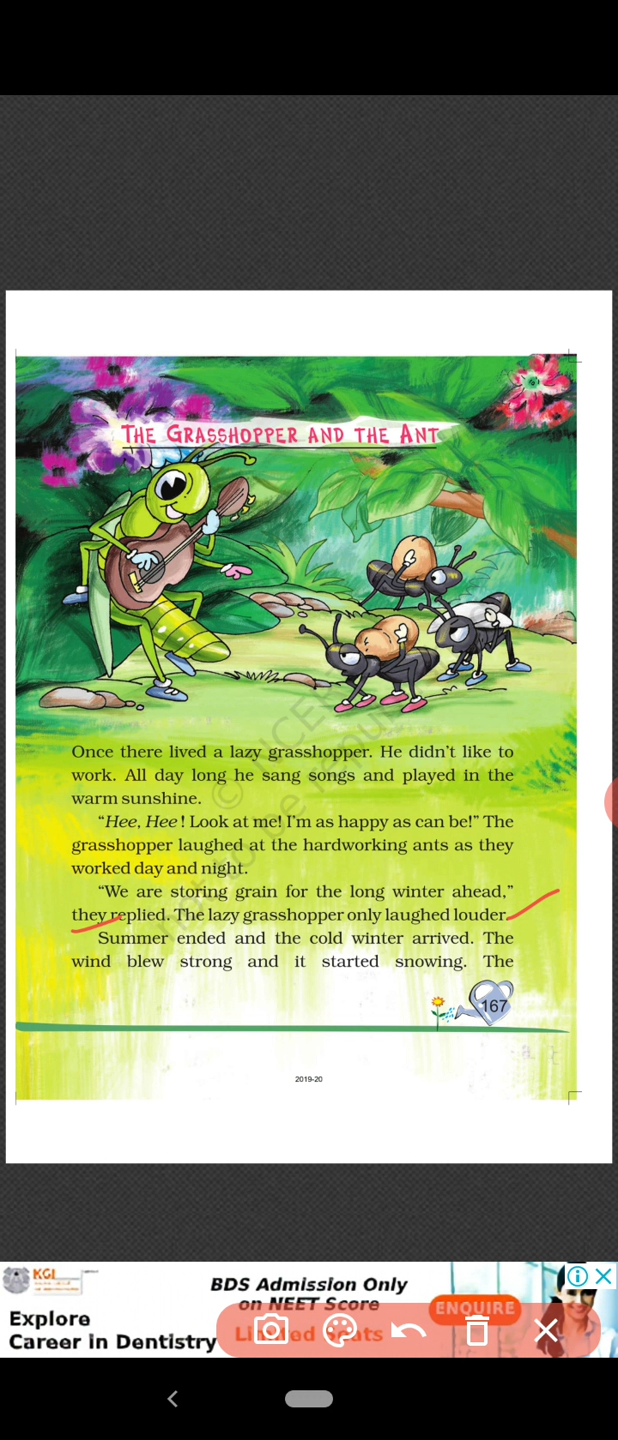 THE GRASSHOPPER AND THE ANT
Once there lived a lazy grasshopper. He didn't like to
work. All day long he sang songs and played in the
warm sunshine.
"Hee, Hee! Look at me! I'm as happy as can be!" The
grasshopper laughed at the hardworking ants as they
worked day and night.
"We are storing grain for the long winter ahead,"
they replied. The lazy grasshopper only laughed louder.
Summer ended and the cold winter arrived. The
wind blew strong and it started snowing. The
167
2019-20
KGI
BDS Admission Only
on NEET Score
ENQUIRE
Explore
Career in Dentistry
Limited Seats